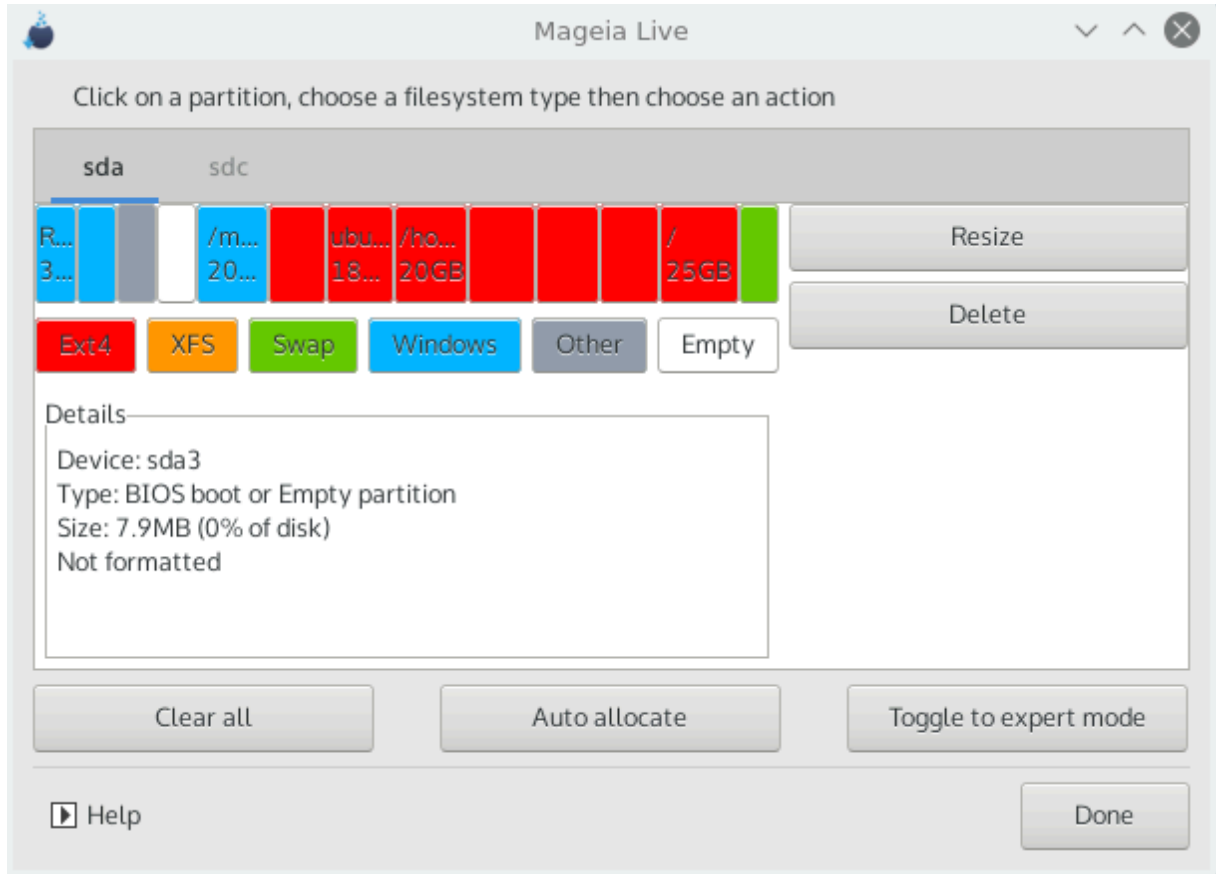 Mageia Live
Click on a partition, choose a filesystem type then choose an action
sda sdc
R... /m... ubu... /ho... /
3... 20... 18... 20GB 25GB
Resize
Delete
Ext4 XFS Swap Windows Other Empty
Details
Device: sda3
Type: BIOS boot or Empty partition
Size: 7.9MB (0% of disk)
Not formatted
Clear all Auto allocate Toggle to expert mode
Help Done